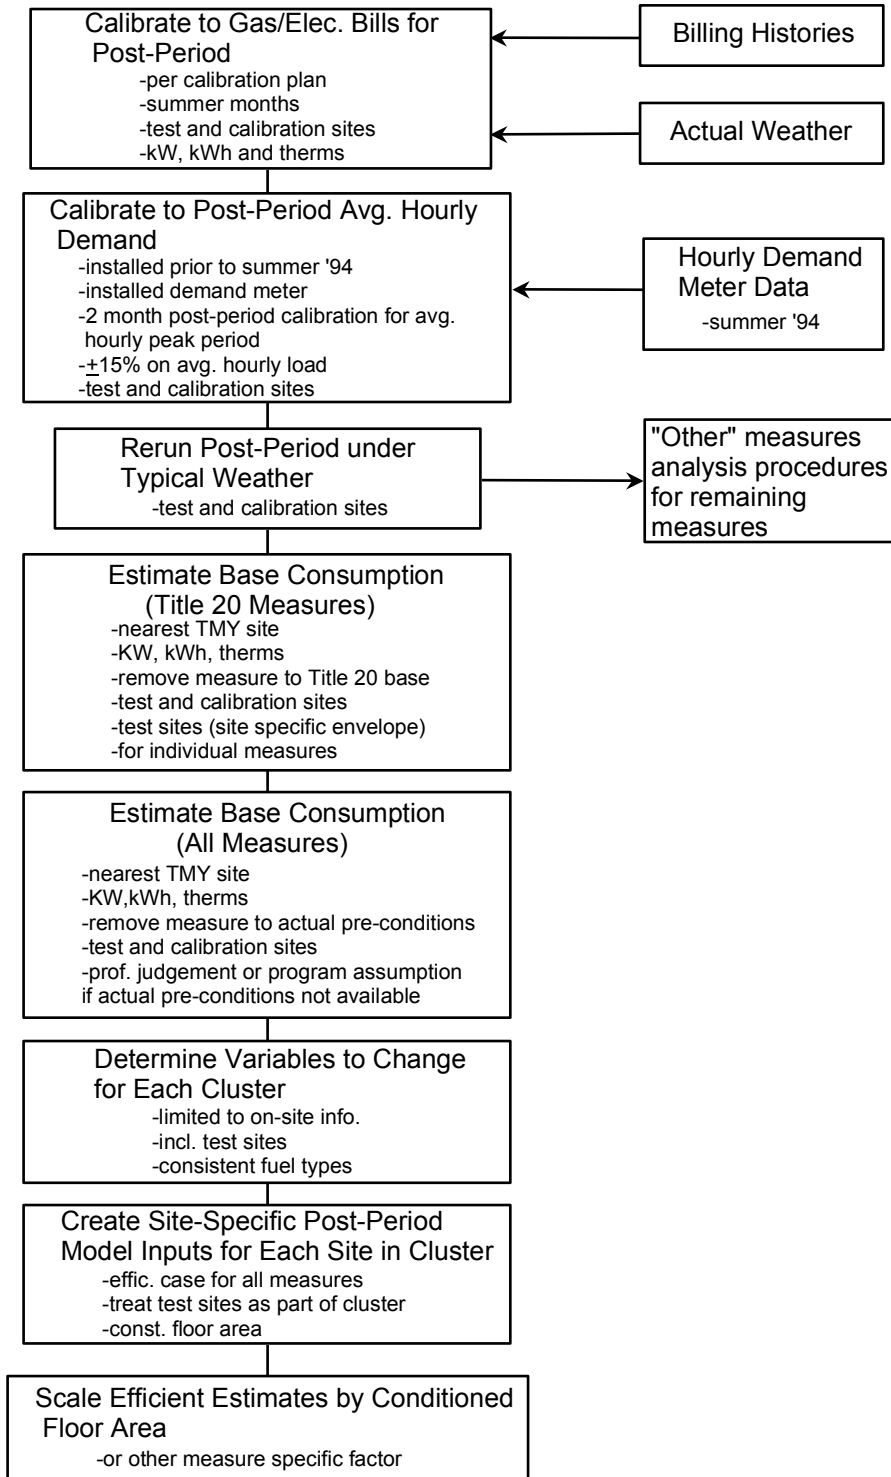 Calibrate to Gas/Elec. Bills for
Post-Period
-per calibration plan
-summer months
-test and calibration sites
-kW, kWh and therms
Billing Histories
Actual Weather
Calibrate to Post-Period Avg. Hourly
Demand
-installed prior to summer '94
-installed demand meter
-2 month post-period calibration for avg.
hourly peak period
-±15% on avg. hourly load
-test and calibration sites
Hourly Demand
Meter Data
-summer '94
Rerun Post-Period under
Typical Weather
-test and calibration sites
"Other" measures
analysis procedures
for remaining
measures
Estimate Base Consumption
(Title 20 Measures)
-nearest TMY site
-KW, kWh, therms
-remove measure to Title 20 base
-test and calibration sites
-test sites (site specific envelope)
-for individual measures
Estimate Base Consumption
(All Measures)
-nearest TMY site
-KW,kWh, therms
-remove measure to actual pre-conditions
-test and calibration sites
-prof. judgement or program assumption
if actual pre-conditions not available
Determine Variables to Change
for Each Cluster
-limited to on-site info.
-incl. test sites
-consistent fuel types
Create Site-Specific Post-Period
Model Inputs for Each Site in Cluster
-effic. case for all measures
-treat test sites as part of cluster
-const. floor area
Scale Efficient Estimates by Conditioned
Floor Area
-or other measure specific factor